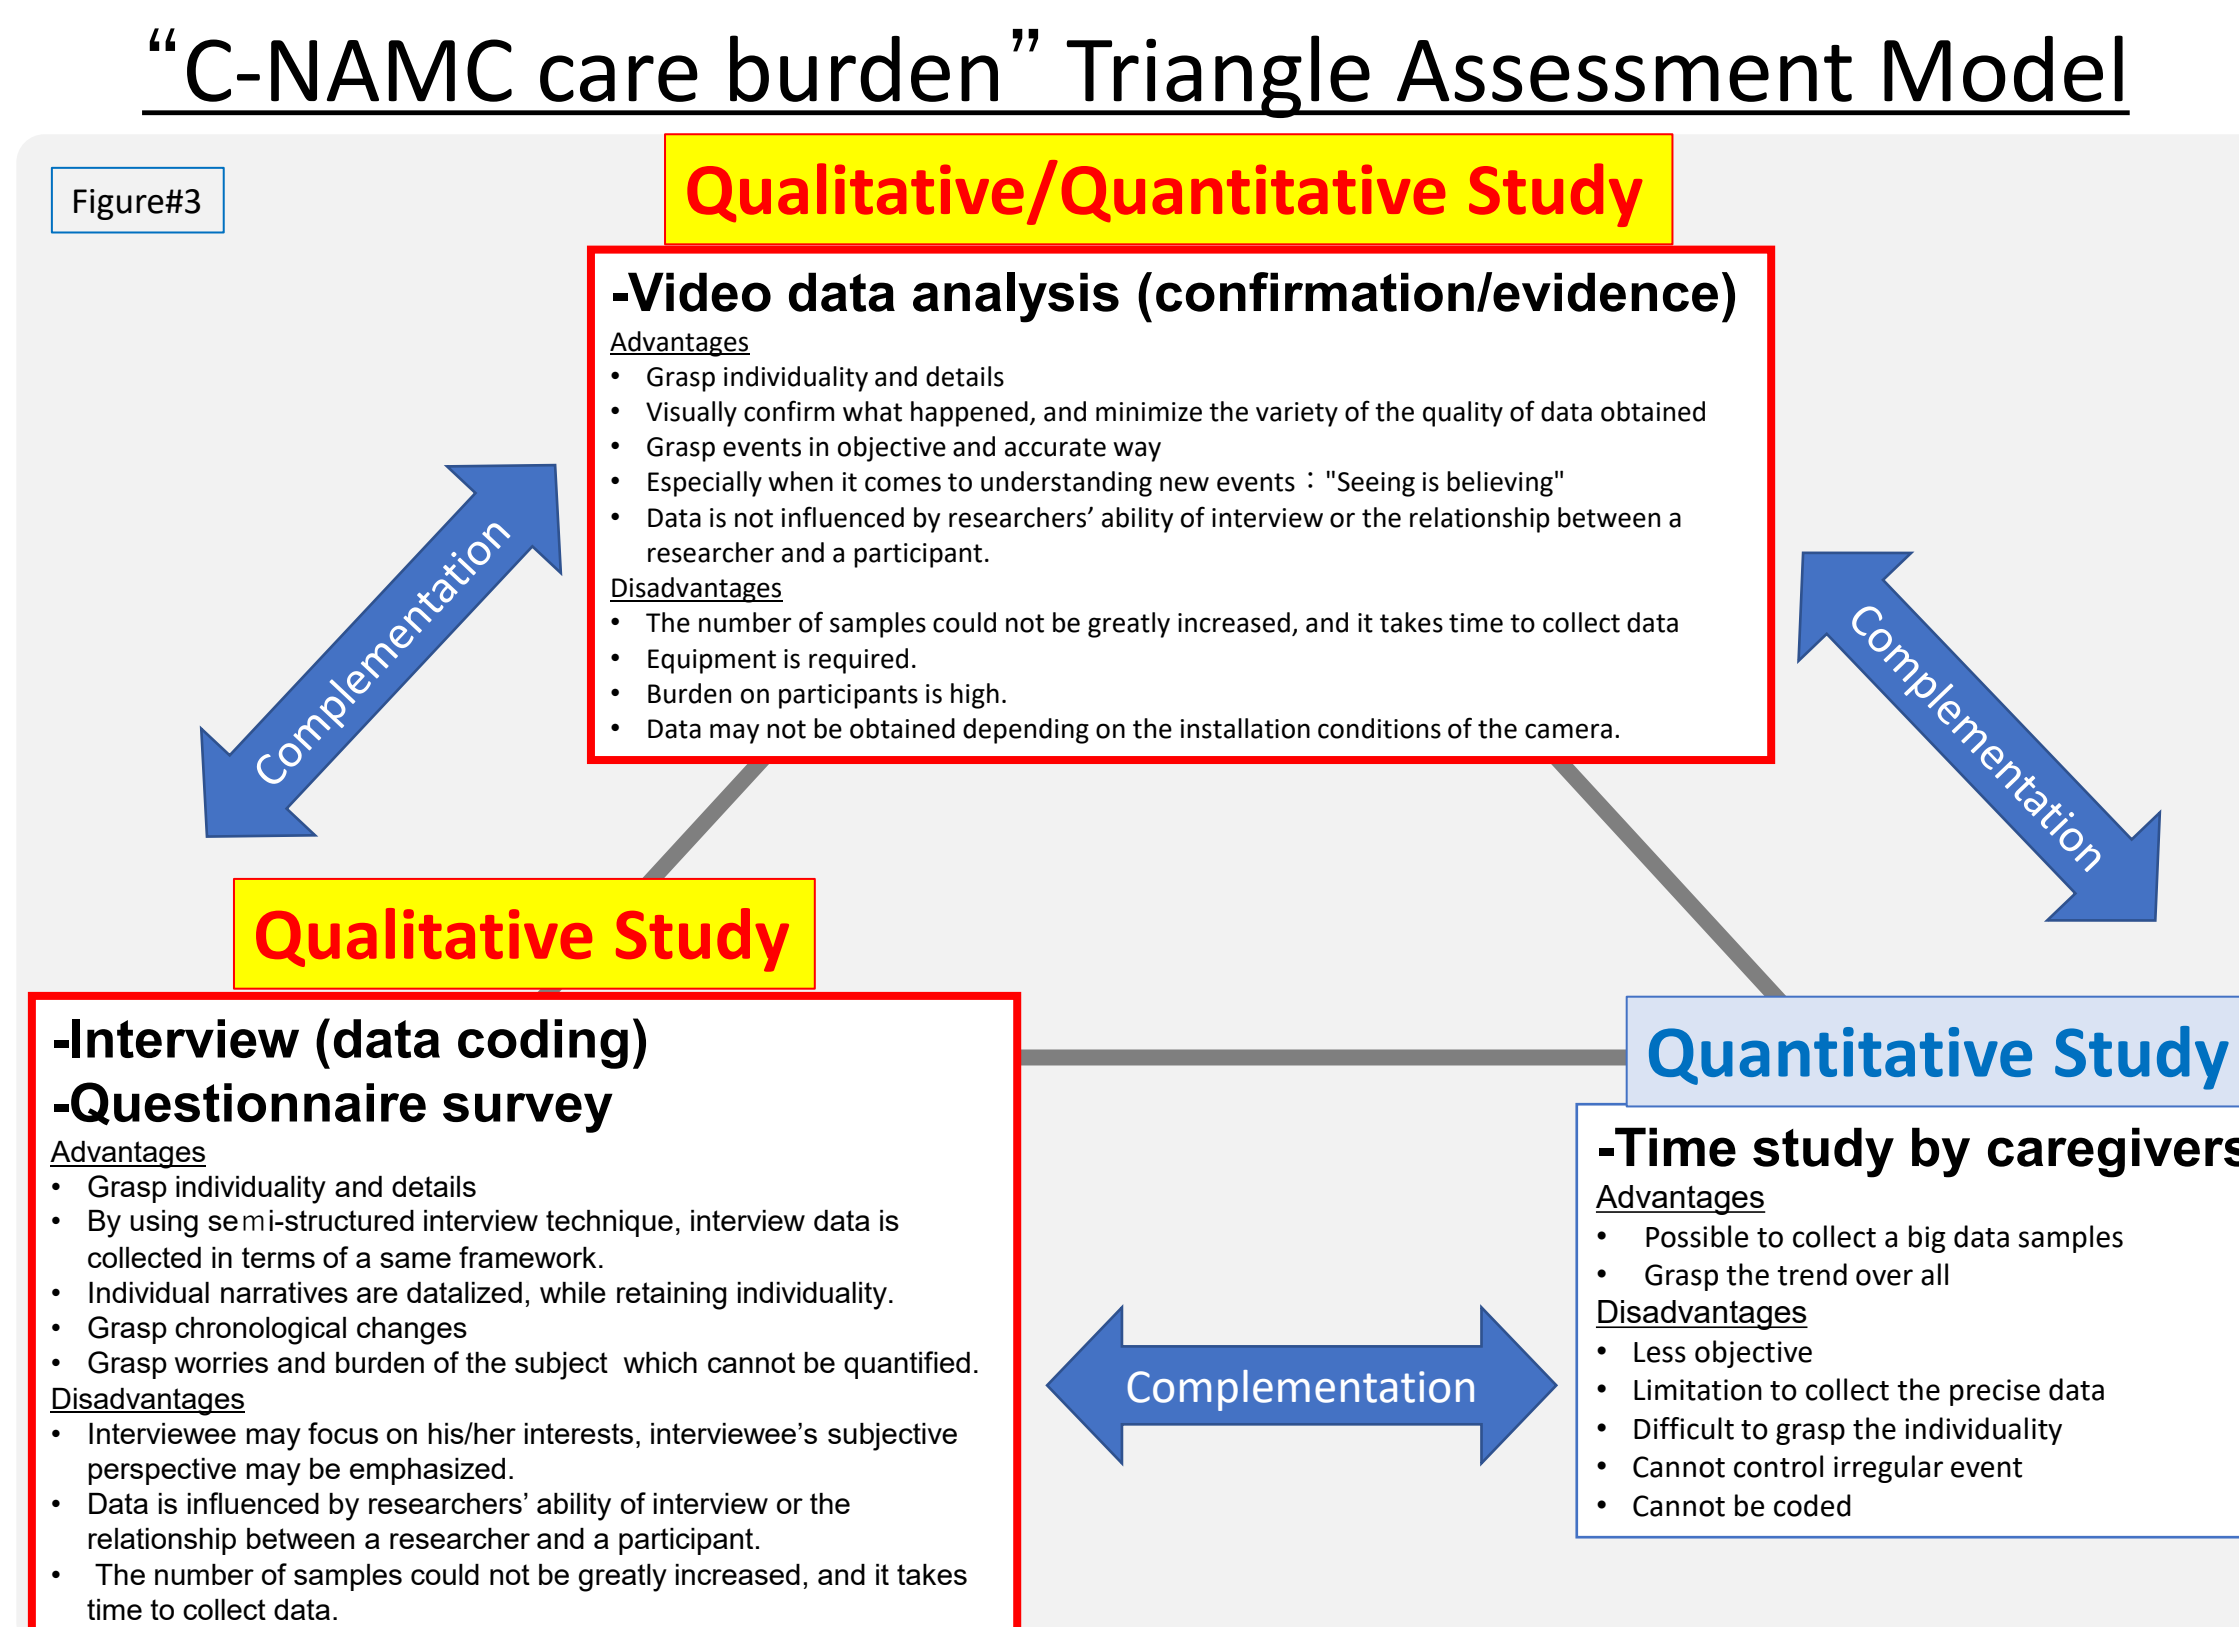 “C-NAMC care burden” Triangle Assessment Model
Figure#3
Qualitative/Quantitative Study
-Video data analysis (confirmation/evidence)
Advantages
• Grasp individuality and details
• Visually confirm what happened, and minimize the variety of the quality of data obtained
• Grasp events in objective and accurate way
• Especially when it comes to understanding new events："Seeing is believing"
• Data is not influenced by researchers’ ability of interview or the relationship between a
researcher and a participant.
Disadvantages
• The number of samples could not be greatly increased, and it takes time to collect data
• Equipment is required.
• Burden on participants is high.
• Data may not be obtained depending on the installation conditions of the camera.
Complementation
Complementation
Qualitative Study
-Interview (data coding)
-Questionnaire survey
Advantages
• Grasp individuality and details
• By using semi-structured interview technique, interview data is
collected in terms of a same framework.
• Individual narratives are datalized, while retaining individuality.
• Grasp chronological changes
• Grasp worries and burden of the subject which cannot be quantified.
Disadvantages
• Interviewee may focus on his/her interests, interviewee’s subjective
perspective may be emphasized.
• Data is influenced by researchers’ ability of interview or the
relationship between a researcher and a participant.
• The number of samples could not be greatly increased, and it takes
time to collect data.
Complementation
Quantitative Study
-Time study by caregivers
Advantages
• Possible to collect a big data samples
• Grasp the trend over all
Disadvantages
• Less objective
• Limitation to collect the precise data
• Difficult to grasp the individuality
• Cannot control irregular event
• Cannot be coded